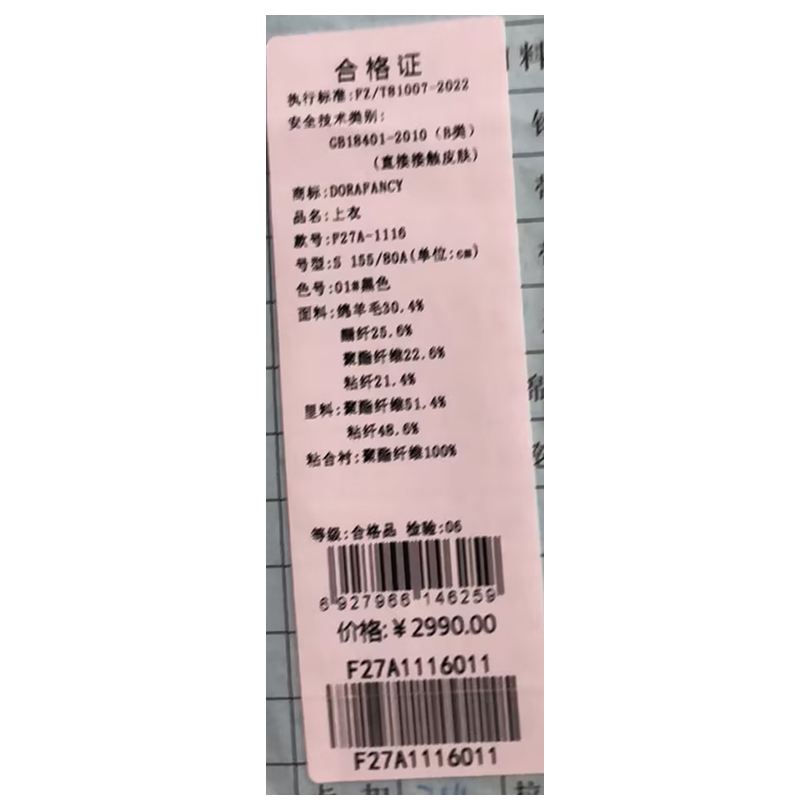 合格证
执行标准:FZ/T81007-2022
安全技术类别:
GB18401-2010（B类）
（直接接触皮肤）
商标:DORAFANCY
品名:上衣
款号:F27A-1116
号型:S 155/80A(单位:cm)
色号:01#黑色
面料:绵羊毛30.4%
醋纤25.6%
聚酯纤维22.6%
粘纤21.4%
里料:聚酯纤维51.4%
粘纤48.6%
粘合衬:聚酯纤维100%
等级:合格品 检验:06
6 927966 146259
价格:¥2990.00
F27A1116011
F27A1116011